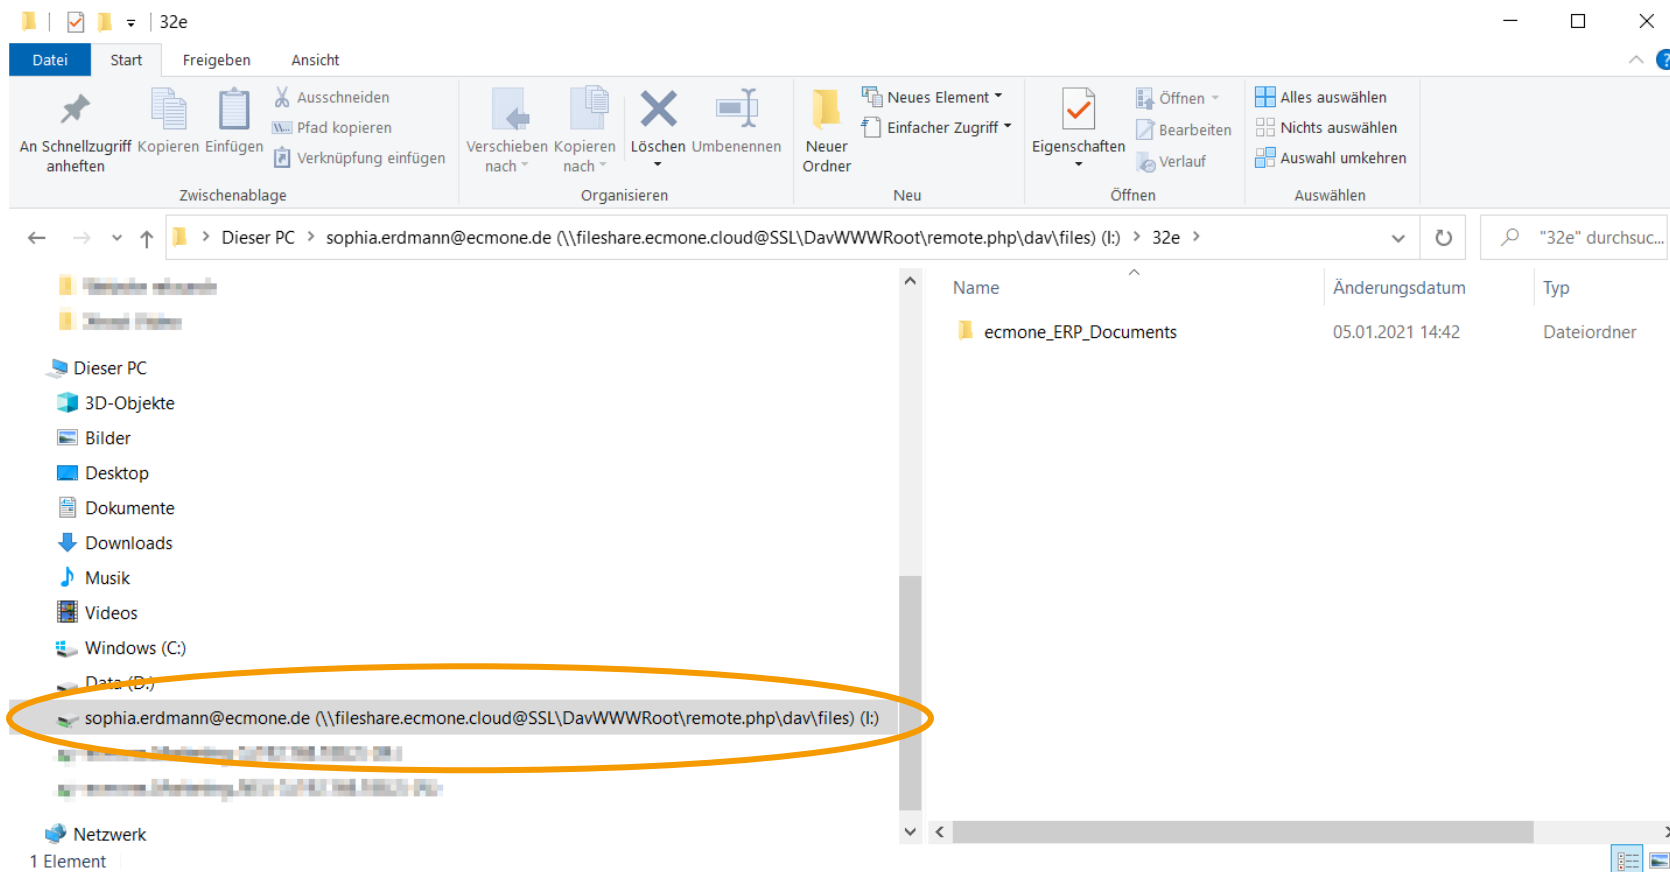 32e
Datei Start Freigeben Ansicht
An Schnellzugriff anheften
Kopieren
Einfügen
Ausschneiden
Pfad kopieren
Verknüpfung einfügen
Zwischenablage
Verschieben nach
Kopieren nach
Löschen
Umbenennen
Organisieren
Neuer Ordner
Neues Element
Einfacher Zugriff
Neu
Eigenschaften
Öffnen
Bearbeiten
Verlauf
Öffnen
Alles auswählen
Nichts auswählen
Auswahl umkehren
Auswählen
Dieser PC > sophia.erdmann@ecmone.de (\\fileshare.ecmone.cloud@SSL\DavWWWRoot\remote.php\dav\files) (I:) > 32e >
"32e" durchsuc...
Dieser PC
3D-Objekte
Bilder
Desktop
Dokumente
Downloads
Musik
Videos
Windows (C:)
Data (D:)
sophia.erdmann@ecmone.de (\\fileshare.ecmone.cloud@SSL\DavWWWRoot\remote.php\dav\files) (I:)
Netzwerk
Name Änderungsdatum Typ
ecmone_ERP_Documents 05.01.2021 14:42 Dateiordner
1 Element